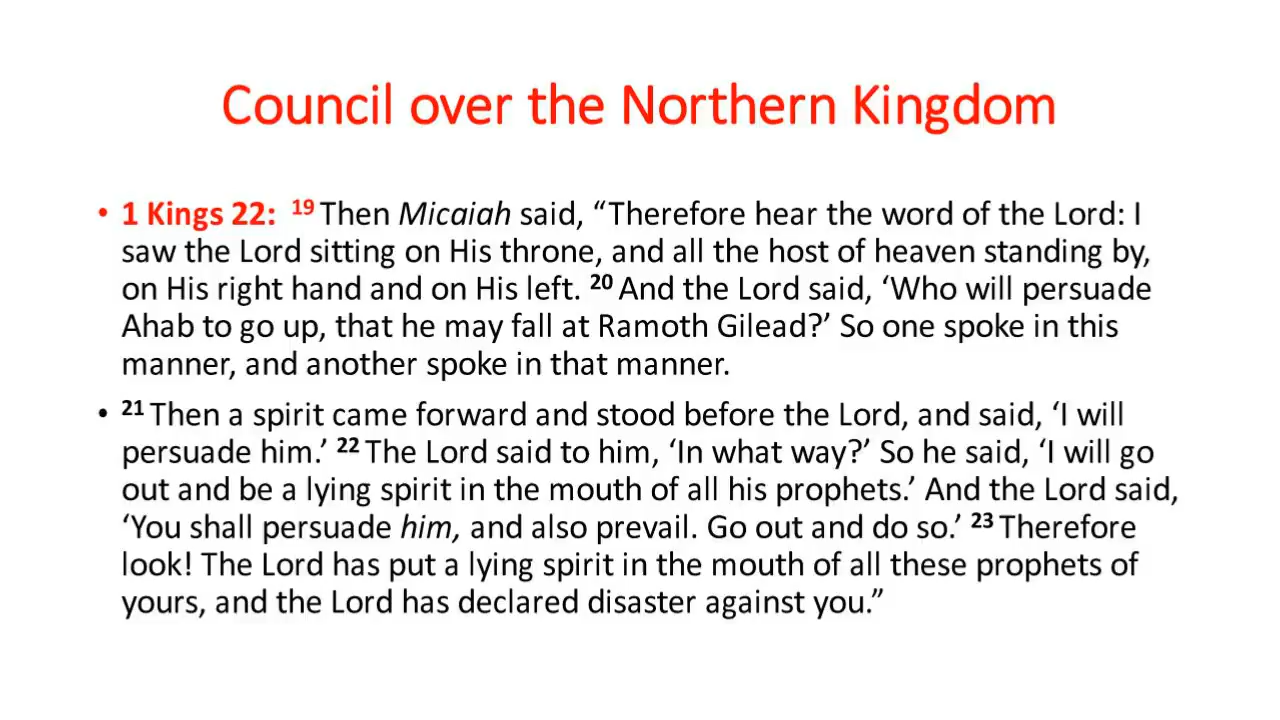 Council over the Northern Kingdom
• 1 Kings 22: 19 Then Micaiah said, “Therefore hear the word of the Lord: I
saw the Lord sitting on His throne, and all the host of heaven standing by,
on His right hand and on His left. 20 And the Lord said, ‘Who will persuade
Ahab to go up, that he may fall at Ramoth Gilead?’ So one spoke in this
manner, and another spoke in that manner.
• 21 Then a spirit came forward and stood before the Lord, and said, ‘I will
persuade him.’ 22 The Lord said to him, ‘In what way?’ So he said, ‘I will go
out and be a lying spirit in the mouth of all his prophets.’ And the Lord said,
‘You shall persuade him, and also prevail. Go out and do so.’ 23 Therefore
look! The Lord has put a lying spirit in the mouth of all these prophets of
yours, and the Lord has declared disaster against you.”